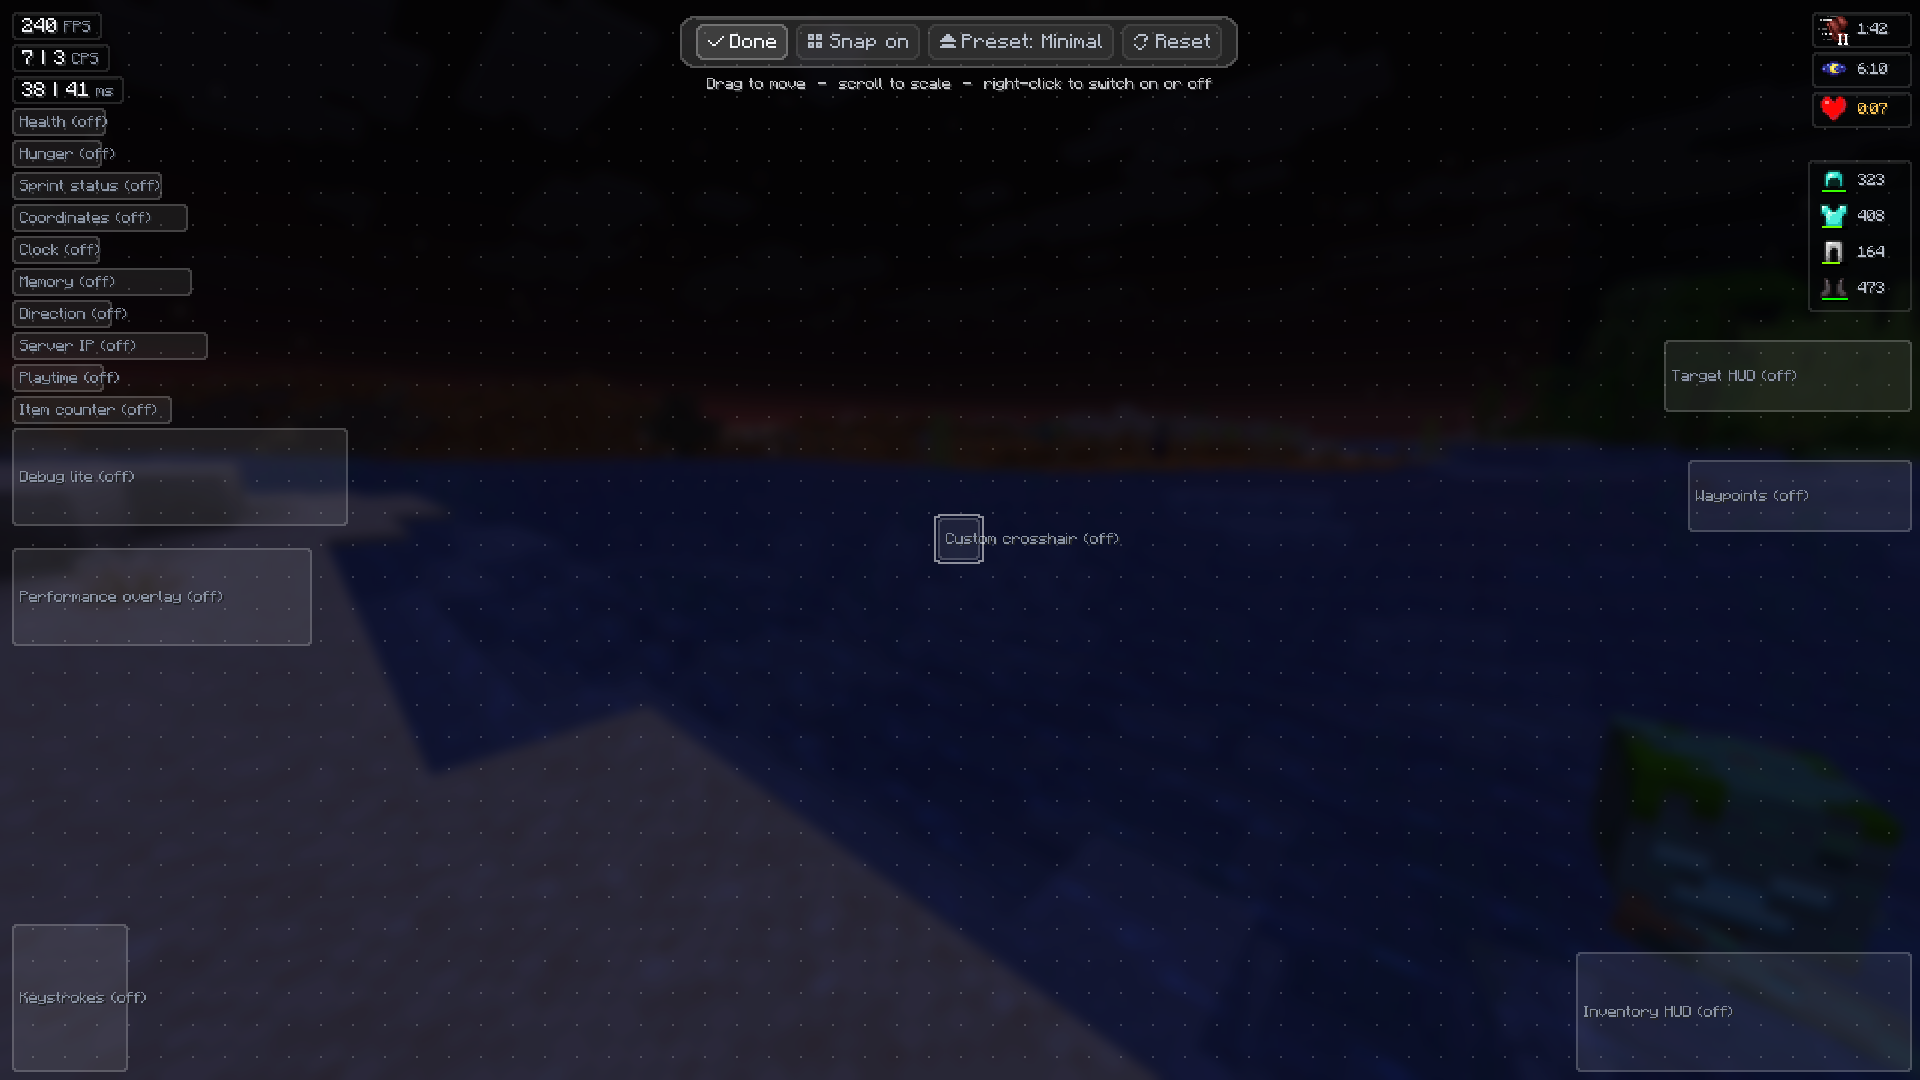 240 FPS
7 | 3 CPS
38 | 41 ms
Health (off)
Hunger (off)
Sprint status (off)
Coordinates (off)
Clock (off)
Memory (off)
Direction (off)
Server IP (off)
Playtime (off)
Item counter (off)
Debug lite (off)
Performance overlay (off)
Keystrokes (off)
Done
Snap on
Preset: Minimal
Reset
Drag to move – scroll to scale – right-click to switch on or off
Custom crosshair (off)
II
1:42
6:10
0:07
323
408
164
473
Target HUD (off)
Waypoints (off)
Inventory HUD (off)